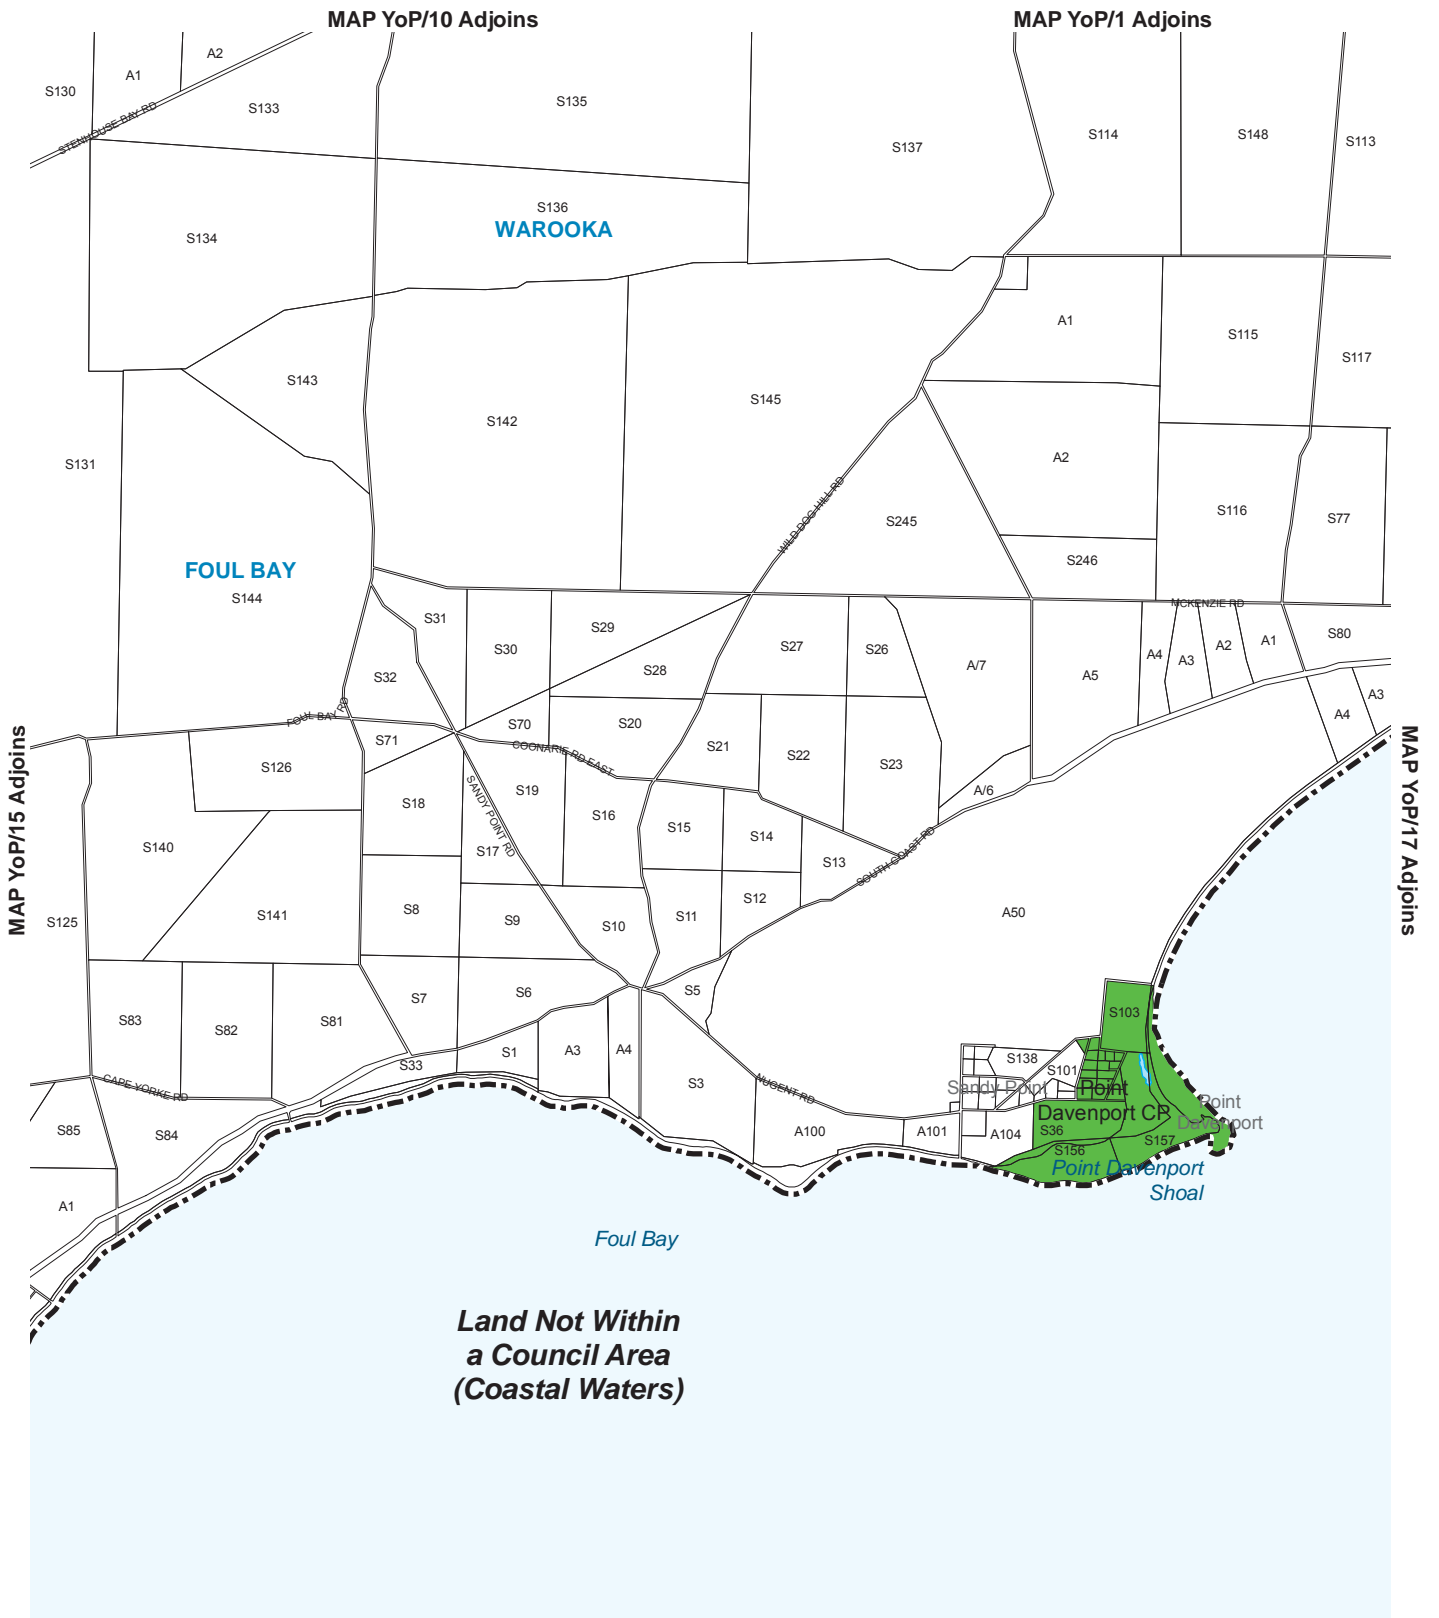 MAP YoP/10 Adjoins
MAP YoP/1 Adjoins
A2
A1
S130
S133
STENHOUSE BAY RD
S135
S137
S114
S148
S113
S136
WAROOKA
S134
S143
S142
S145
A1
S115
S117
S131
A2
S116
S77
WILD DOG HILL RD
S245
S246
FOUL BAY
S144
MCKENZIE RD
S31
S30
S29
S28
S27
S26
A/7
A5
A4
A3
A2
A1
S80
S32
A4
A3
FOUL BAY RD
S71
S70
S20
COONARIE RD EAST
S21
S22
S23
A/6
MAP YoP/15 Adjoins
MAP YoP/17 Adjoins
S126
S18
SANDY POINT RD
S19
S16
S17
S15
S14
S13
SOUTH COAST RD
S140
S141
S125
S8
S9
S10
S11
S12
A50
S83
S82
S81
S7
S6
S5
S103
S33
S1
A3
A4
S3
NUGENT RD
S138
S101
Sandy Point
Point
Davenport CP
Point
Davenport
CAPE YORKE RD
S85
S84
A100
A101
A104
S36
S156
S157
Point Davenport
Shoal
A1
Foul Bay
Land Not Within
a Council Area
(Coastal Waters)